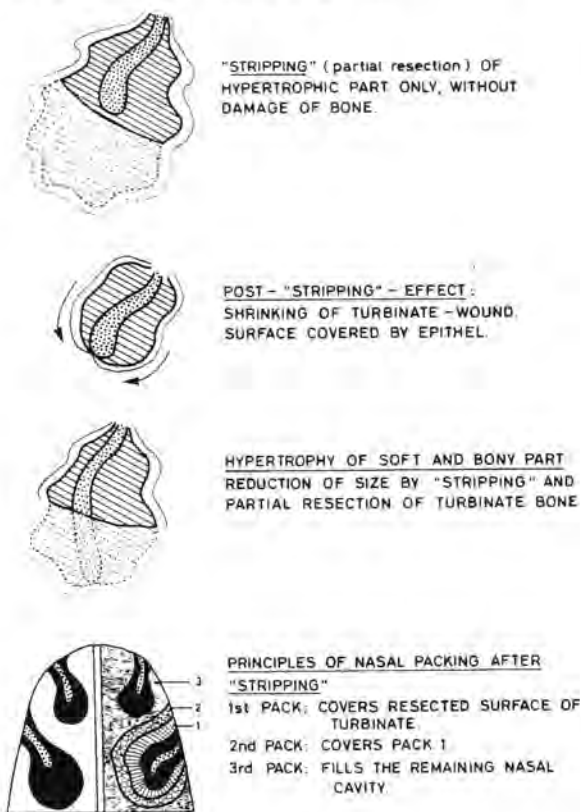 "STRIPPING" (partial resection) OF
HYPERTROPHIC PART ONLY, WITHOUT
DAMAGE OF BONE.
POST - "STRIPPING" - EFFECT:
SHRINKING OF TURBINATE - WOUND.
SURFACE COVERED BY EPITHEL.
HYPERTROPHY OF SOFT AND BONY PART
REDUCTION OF SIZE BY "STRIPPING" AND
PARTIAL RESECTION OF TURBINATE BONE
PRINCIPLES OF NASAL PACKING AFTER
"STRIPPING"
3
2
1
1st PACK: COVERS RESECTED SURFACE OF
TURBINATE.
2nd PACK: COVERS PACK 1
3rd PACK: FILLS THE REMAINING NASAL
CAVITY.